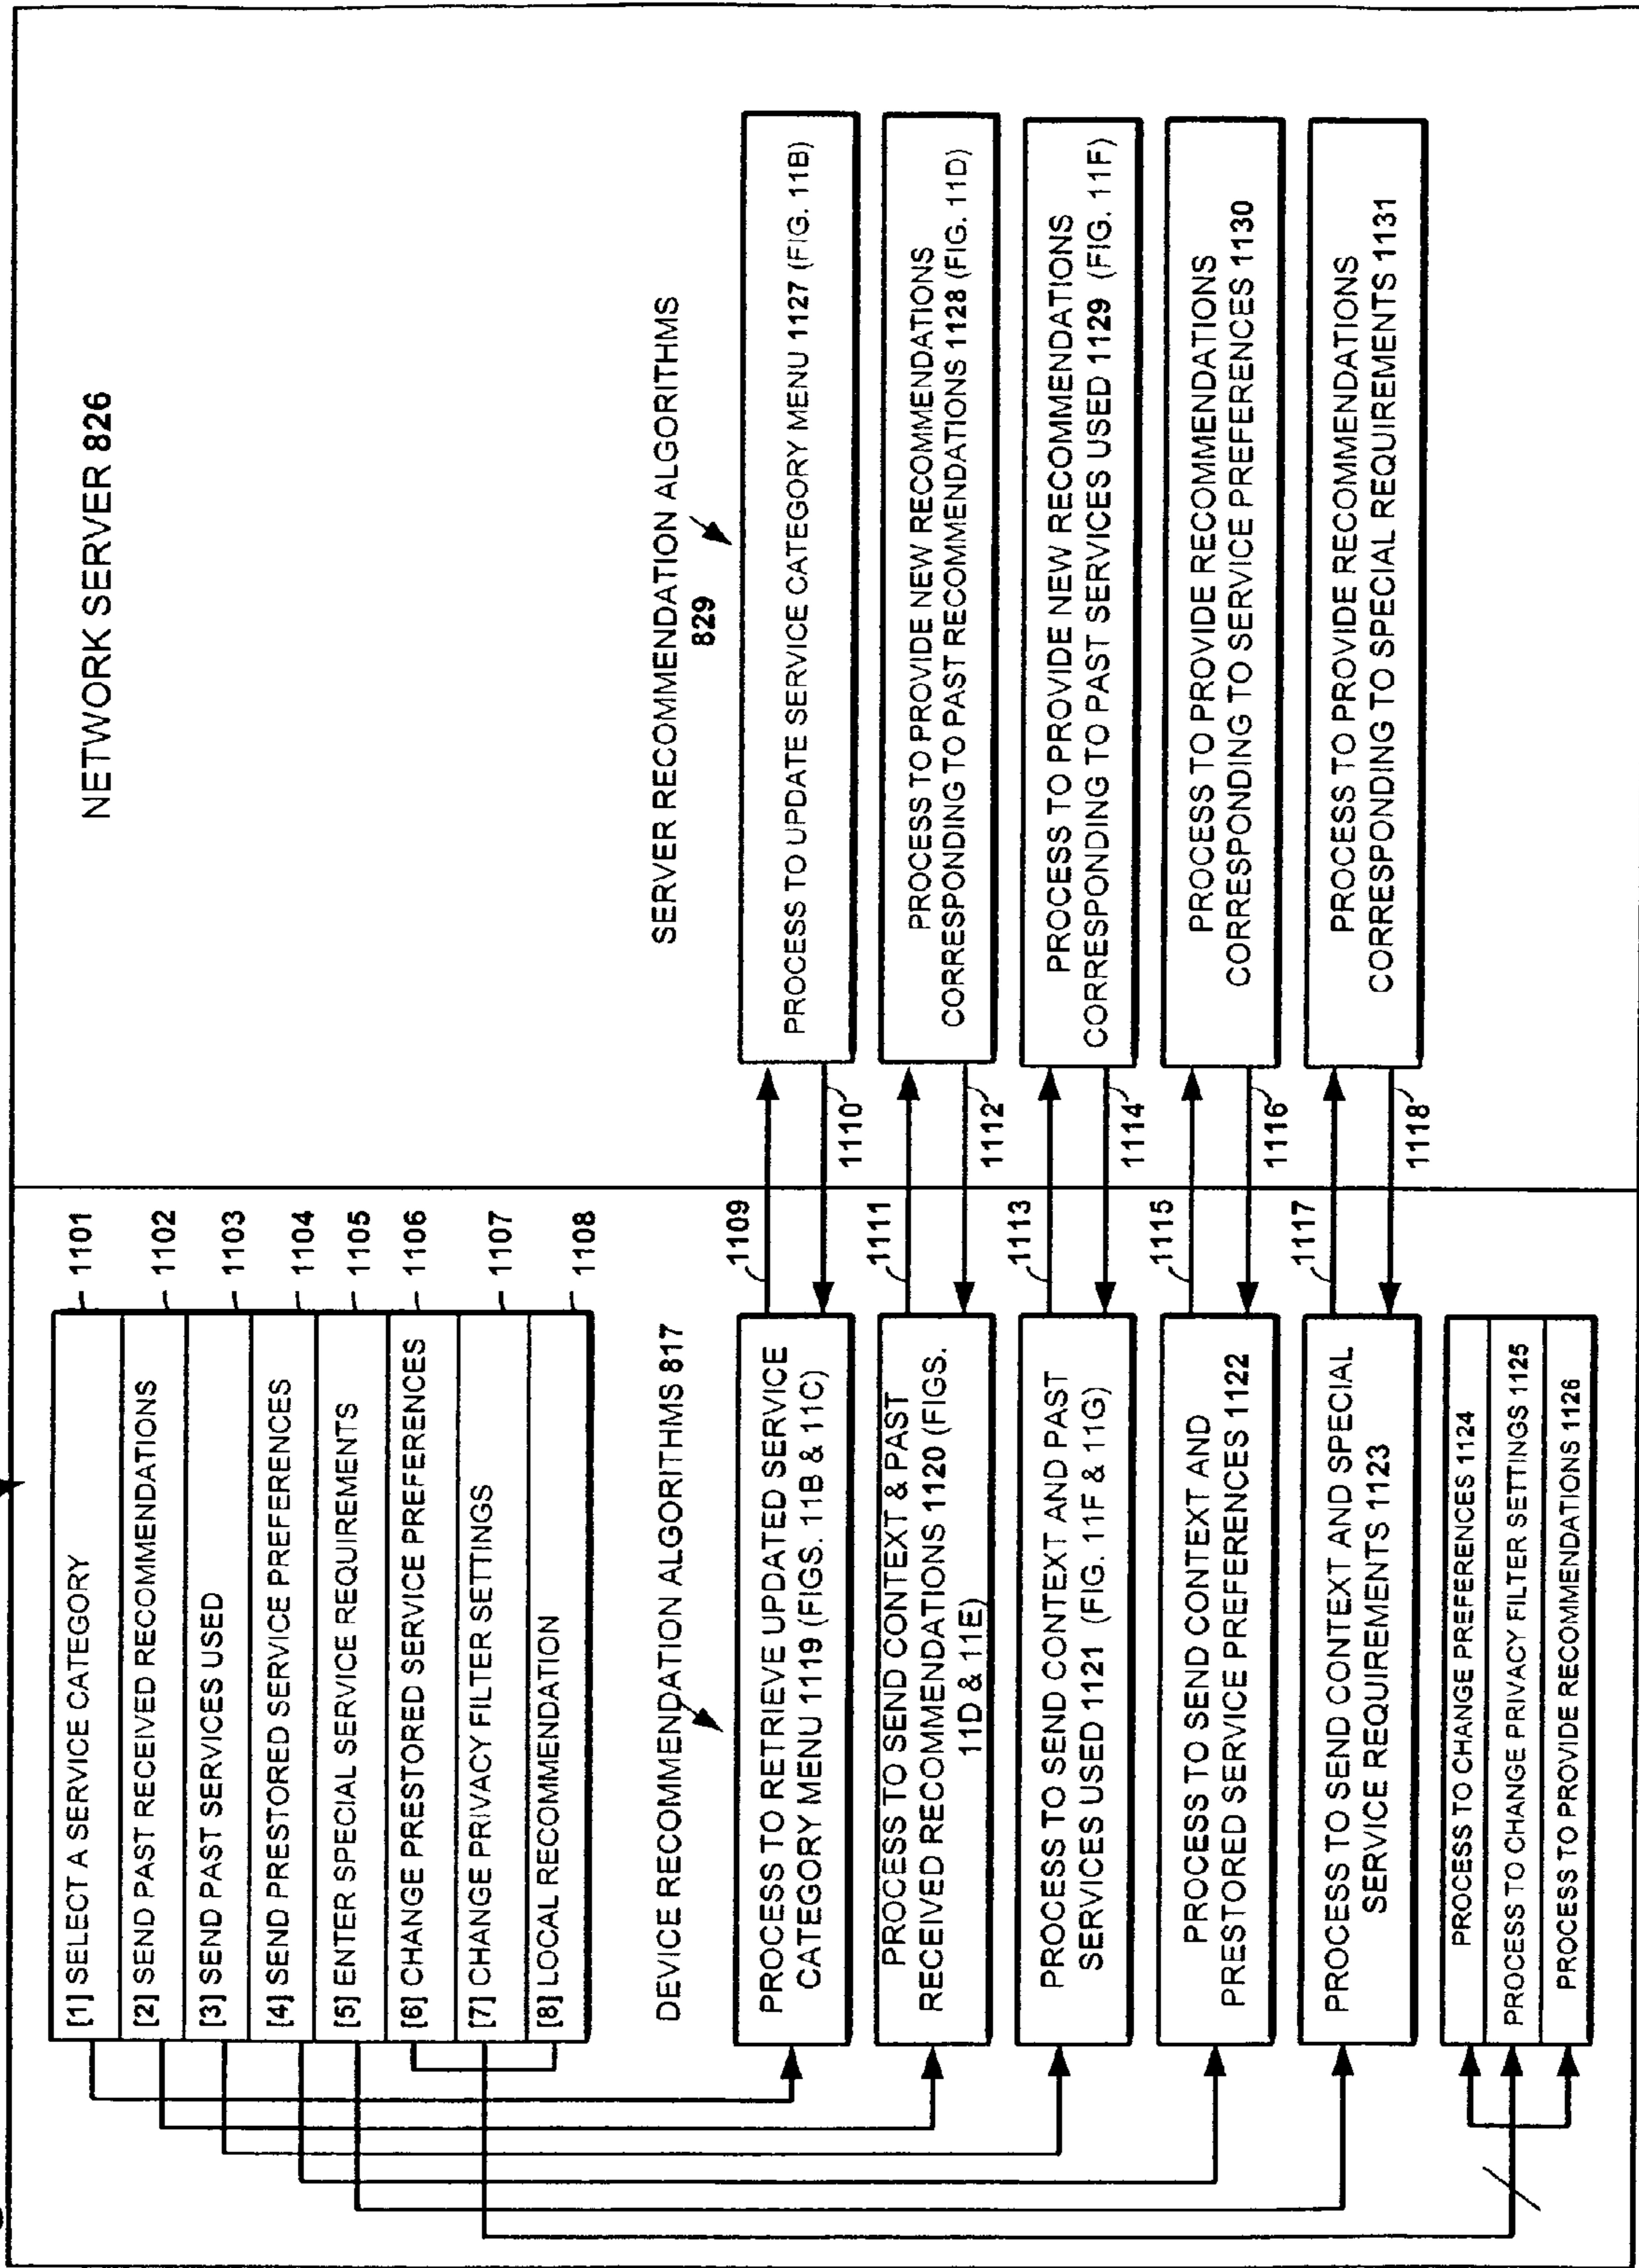 NETWORK SERVER 826
[1] SELECT A SERVICE CATEGORY
1101
[2] SEND PAST RECEIVED RECOMMENDATIONS
1102
[3] SEND PAST SERVICES USED
1103
[4] SEND PRESTORED SERVICE PREFERENCES
1104
[5] ENTER SPECIAL SERVICE REQUIREMENTS
1105
[6] CHANGE PRESTORED SERVICE PREFERENCES
1106
[7] CHANGE PRIVACY FILTER SETTINGS
1107
[8] LOCAL RECOMMENDATION
1108
DEVICE RECOMMENDATION ALGORITHMS 817
SERVER RECOMMENDATION ALGORITHMS
829
PROCESS TO RETRIEVE UPDATED SERVICE
CATEGORY MENU 1119 (FIGS. 11B & 11C)
1109
1110
PROCESS TO UPDATE SERVICE CATEGORY MENU 1127 (FIG. 11B)
PROCESS TO SEND CONTEXT & PAST
RECEIVED RECOMMENDATIONS 1120 (FIGS.
11D & 11E)
1111
1112
PROCESS TO PROVIDE NEW RECOMMENDATIONS
CORRESPONDING TO PAST RECOMMENDATIONS 1128 (FIG. 11D)
PROCESS TO SEND CONTEXT AND PAST
SERVICES USED 1121 (FIG. 11F & 11G)
1113
1114
PROCESS TO PROVIDE NEW RECOMMENDATIONS
CORRESPONDING TO PAST SERVICES USED 1129 (FIG. 11F)
PROCESS TO SEND CONTEXT AND
PRESTORED SERVICE PREFERENCES 1122
1115
1116
PROCESS TO PROVIDE RECOMMENDATIONS
CORRESPONDING TO SERVICE PREFERENCES 1130
PROCESS TO SEND CONTEXT AND SPECIAL
SERVICE REQUIREMENTS 1123
1117
1118
PROCESS TO PROVIDE RECOMMENDATIONS
CORRESPONDING TO SPECIAL REQUIREMENTS 1131
PROCESS TO CHANGE PREFERENCES 1124
PROCESS TO CHANGE PRIVACY FILTER SETTINGS 1125
PROCESS TO PROVIDE RECOMMENDATIONS 1126